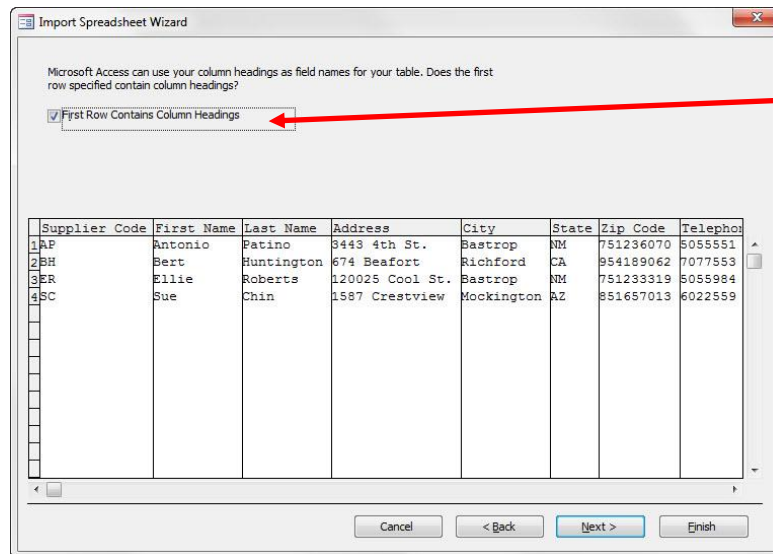 Import Spreadsheet Wizard
Microsoft Access can use your column headings as field names for your table. Does the first
row specified contain column headings?
First Row Contains Column Headings
Supplier Code First Name Last Name Address City State Zip Code Telephon
1 AP Antonio Patino 3443 4th St. Bastrop NM 751236070 5055551
2 BH Bert Huntington 674 Beafort Richford CA 954189062 7077553
3 ER Ellie Roberts 120025 Cool St. Bastrop NM 751233319 5055984
4 SC Sue Chin 1587 Crestview Mockington AZ 851657013 6022559
Cancel < Back Next > Finish